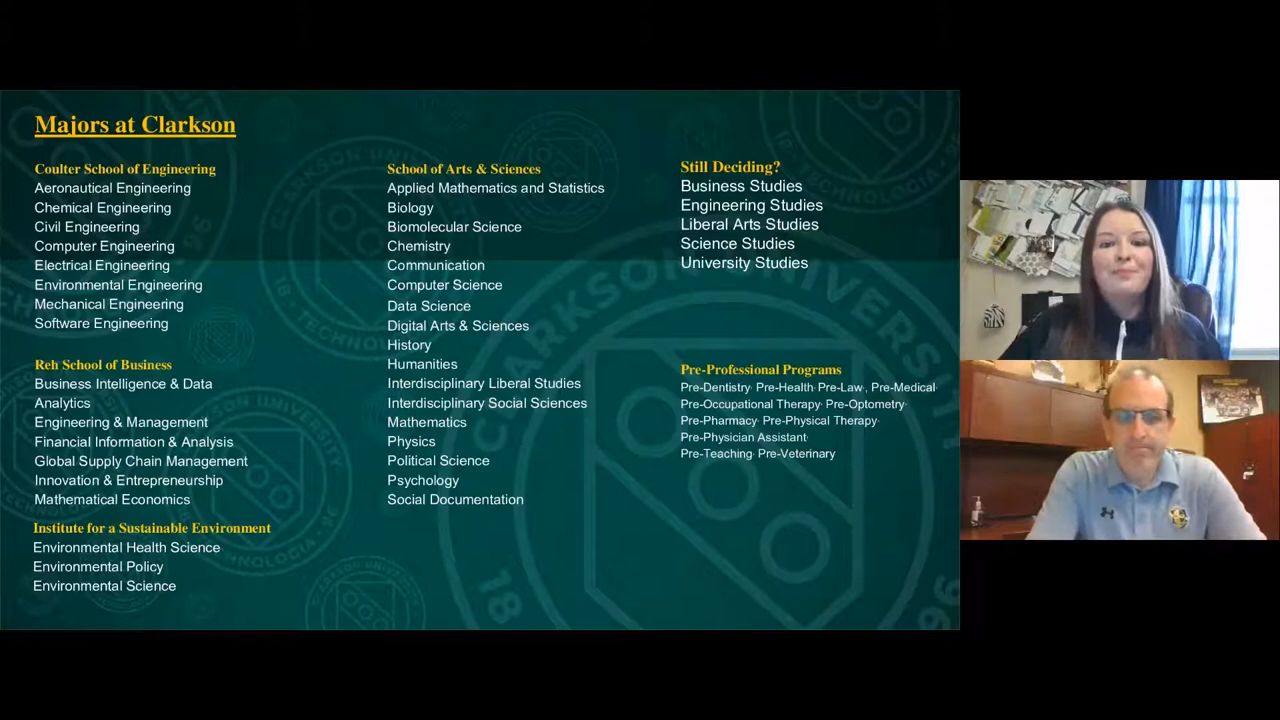 Majors at Clarkson
Coulter School of Engineering
Aeronautical Engineering
Chemical Engineering
Civil Engineering
Computer Engineering
Electrical Engineering
Environmental Engineering
Mechanical Engineering
Software Engineering
Reh School of Business
Business Intelligence & Data
Analytics
Engineering & Management
Financial Information & Analysis
Global Supply Chain Management
Innovation & Entrepreneurship
Mathematical Economics
Institute for a Sustainable Environment
Environmental Health Science
Environmental Policy
Environmental Science
School of Arts & Sciences
Applied Mathematics and Statistics
Biology
Biomolecular Science
Chemistry
Communication
Computer Science
Data Science
Digital Arts & Sciences
History
Humanities
Interdisciplinary Liberal Studies
Interdisciplinary Social Sciences
Mathematics
Physics
Political Science
Psychology
Social Documentation
Still Deciding?
Business Studies
Engineering Studies
Liberal Arts Studies
Science Studies
University Studies
Pre-Professional Programs
Pre-Dentistry· Pre-Health· Pre-Law·, Pre-Medical·
Pre-Occupational Therapy· Pre-Optometry·
Pre-Pharmacy· Pre-Physical Therapy·
Pre-Physician Assistant·
Pre-Teaching· Pre-Veterinary
CLARKSON UNIVERSITY
18
96